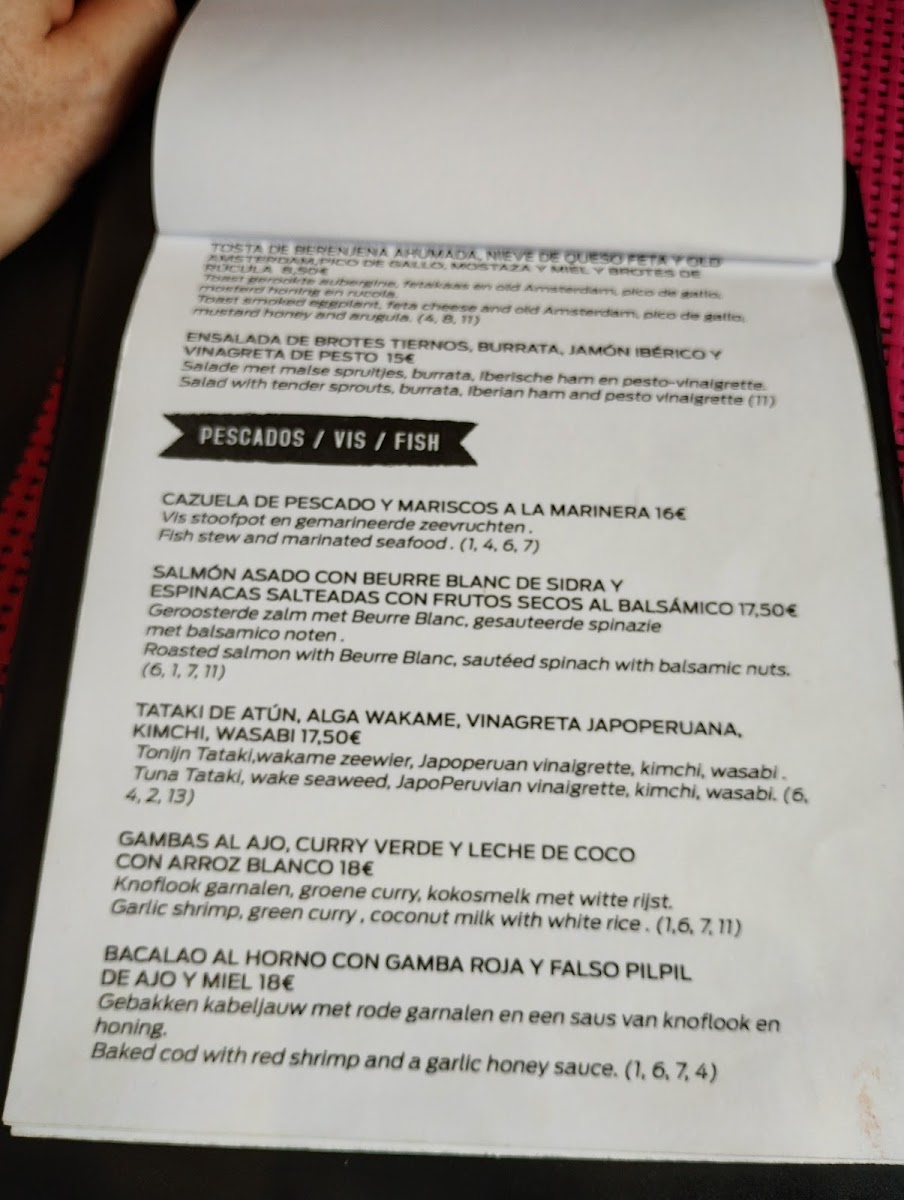 TOSTA DE BERENJENA AHUMADA, NIEVE DE QUESO FETA Y OLD
AMSTERDAM, PICO DE GALLO, MOSTAZA Y MIEL Y BROTES DE
RÚCULA 8,50€
Toast gerookte aubergine, fetakaas en old Amsterdam, pico de gallo,
mosterd honing en rucola.
Toast smoked eggplant, feta cheese and old Amsterdam, pico de gallo,
mustard honey and arugula. (4, 8, 11)
ENSALADA DE BROTES TIERNOS, BURRATA, JAMÓN IBÉRICO Y
VINAGRETA DE PESTO 15€
Salade met malse spruitjes, burrata, Iberische ham en pesto-vinaigrette.
Salad with tender sprouts, burrata, Iberian ham and pesto vinaigrette (11)
PESCADOS / VIS / FISH
CAZUELA DE PESCADO Y MARISCOS A LA MARINERA 16€
Vis stoofpot en gemarineerde zeevruchten .
Fish stew and marinated seafood . (1, 4, 6, 7)
SALMÓN ASADO CON BEURRE BLANC DE SIDRA Y
ESPINACAS SALTEADAS CON FRUTOS SECOS AL BALSÁMICO 17,50€
Geroosterde zalm met Beurre Blanc, gesauteerde spinazie
met balsamico noten .
Roasted salmon with Beurre Blanc, sautéed spinach with balsamic nuts.
(6, 1, 7, 11)
TATAKI DE ATÚN, ALGA WAKAME, VINAGRETA JAPOPERUANA,
KIMCHI, WASABI 17,50€
Tonijn Tataki,wakame zeewier, Japoperuan vinaigrette, kimchi, wasabi .
Tuna Tataki, wake seaweed, JapoPeruvian vinaigrette, kimchi, wasabi. (6,
4, 2, 13)
GAMBAS AL AJO, CURRY VERDE Y LECHE DE COCO
CON ARROZ BLANCO 18€
Knoflook garnalen, groene curry, kokosmelk met witte rijst.
Garlic shrimp, green curry , coconut milk with white rice . (1,6, 7, 11)
BACALAO AL HORNO CON GAMBA ROJA Y FALSO PILPIL
DE AJO Y MIEL 18€
Gebakken kabeljauw met rode garnalen en een saus van knoflook en
honing.
Baked cod with red shrimp and a garlic honey sauce. (1, 6, 7, 4)